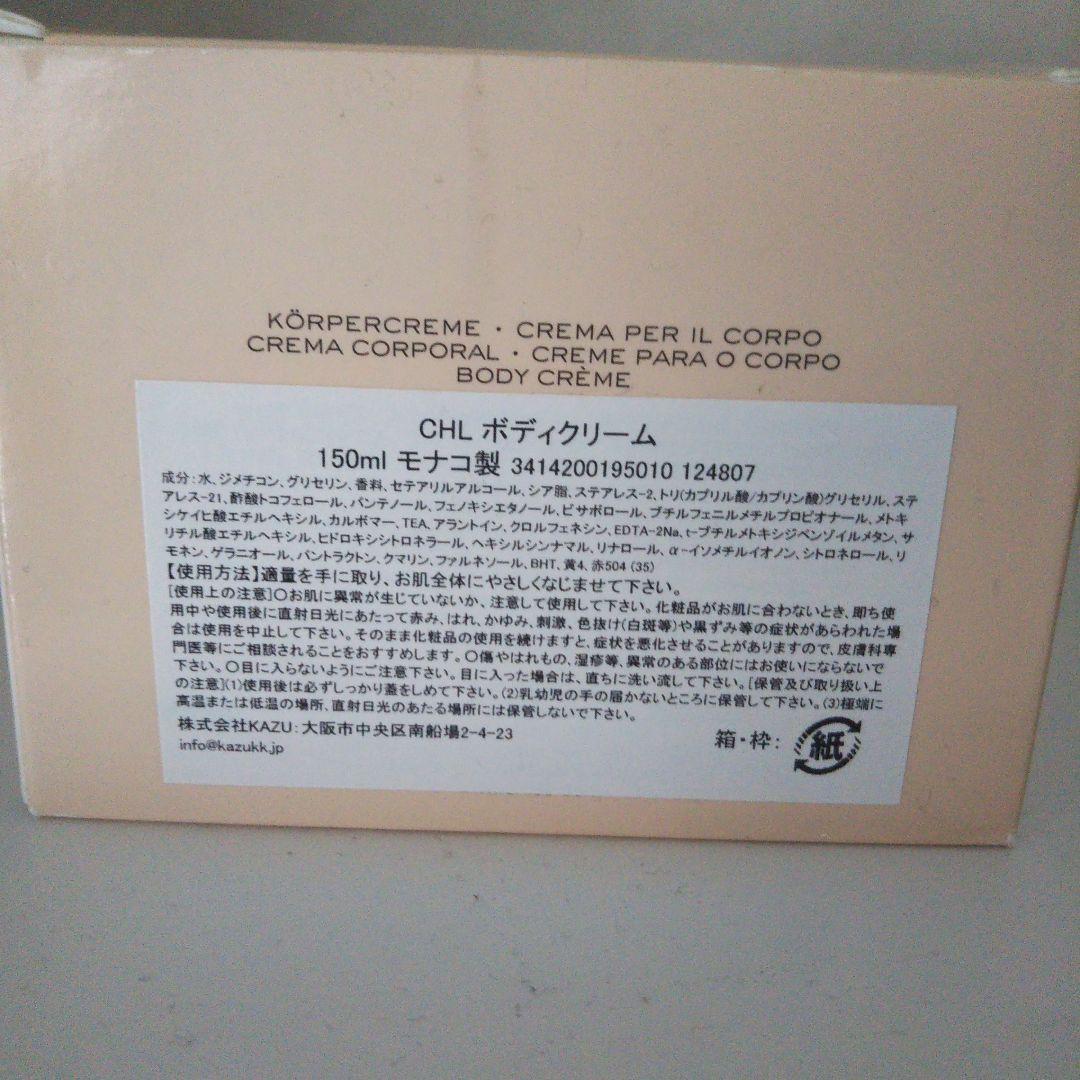 KÖRPERCREME · CREMA PER IL CORPO
CREMA CORPORAL · CREME PARA O CORPO
BODY CRÈME
CHL ボディクリーム
150ml モナコ製 3414200195010 124807
成分:水、ジメチコン、グリセリン、香料、セテアリルアルコール、シア脂、ステアレス-2、トリ(カプリル酸/カプリン酸)グリセリル、ステ
アレス-21、酢酸トコフェロール、パンテノール、フェノキシエタノール、ビサボロール、ブチルフェニルメチルプロピオナール、メトキ
シケイヒ酸エチルヘキシル、カルボマー、TEA、アラントイン、クロルフェネシン、EDTA-2Na、t-ブチルメトキシジベンゾイルメタン、サ
リチル酸エチルヘキシル、ヒドロキシシトロネラール、ヘキシルシンナマル、リナロール、α-イソメチルイオノン、シトロネロール、リ
モネン、ゲラニオール、パントラクトン、クマリン、ファルネソール、BHT、黄4、赤504 (35)
【使用方法】適量を手に取り、お肌全体にやさしくなじませて下さい。
[使用上の注意]〇お肌に異常が生じていないか、注意して使用して下さい。化粧品がお肌に合わないとき、即ち使
用中や使用後に直射日光にあたって赤み、はれ、かゆみ、刺激、色抜け(白斑等)や黒ずみ等の症状があらわれた場
合は使用を中止して下さい。そのまま化粧品の使用を続けますと、症状を悪化させることがありますので、皮膚科専
門医等にご相談されることをおすすめします。〇傷やはれもの、湿疹等、異常のある部位にはお使いにならないで
下さい。〇目に入らないようにご注意下さい。目に入った場合は、直ちに洗い流して下さい。[保管及び取り扱い上
の注意](1)使用後は必ずしっかり蓋をしめて下さい。(2)乳幼児の手の届かないところに保管して下さい。(3)極端に
高温または低温の場所、直射日光のあたる場所には保管しないで下さい。
株式会社KAZU:大阪市中央区南船場2-4-23
info@kazukk.jp
箱・枠: 紙